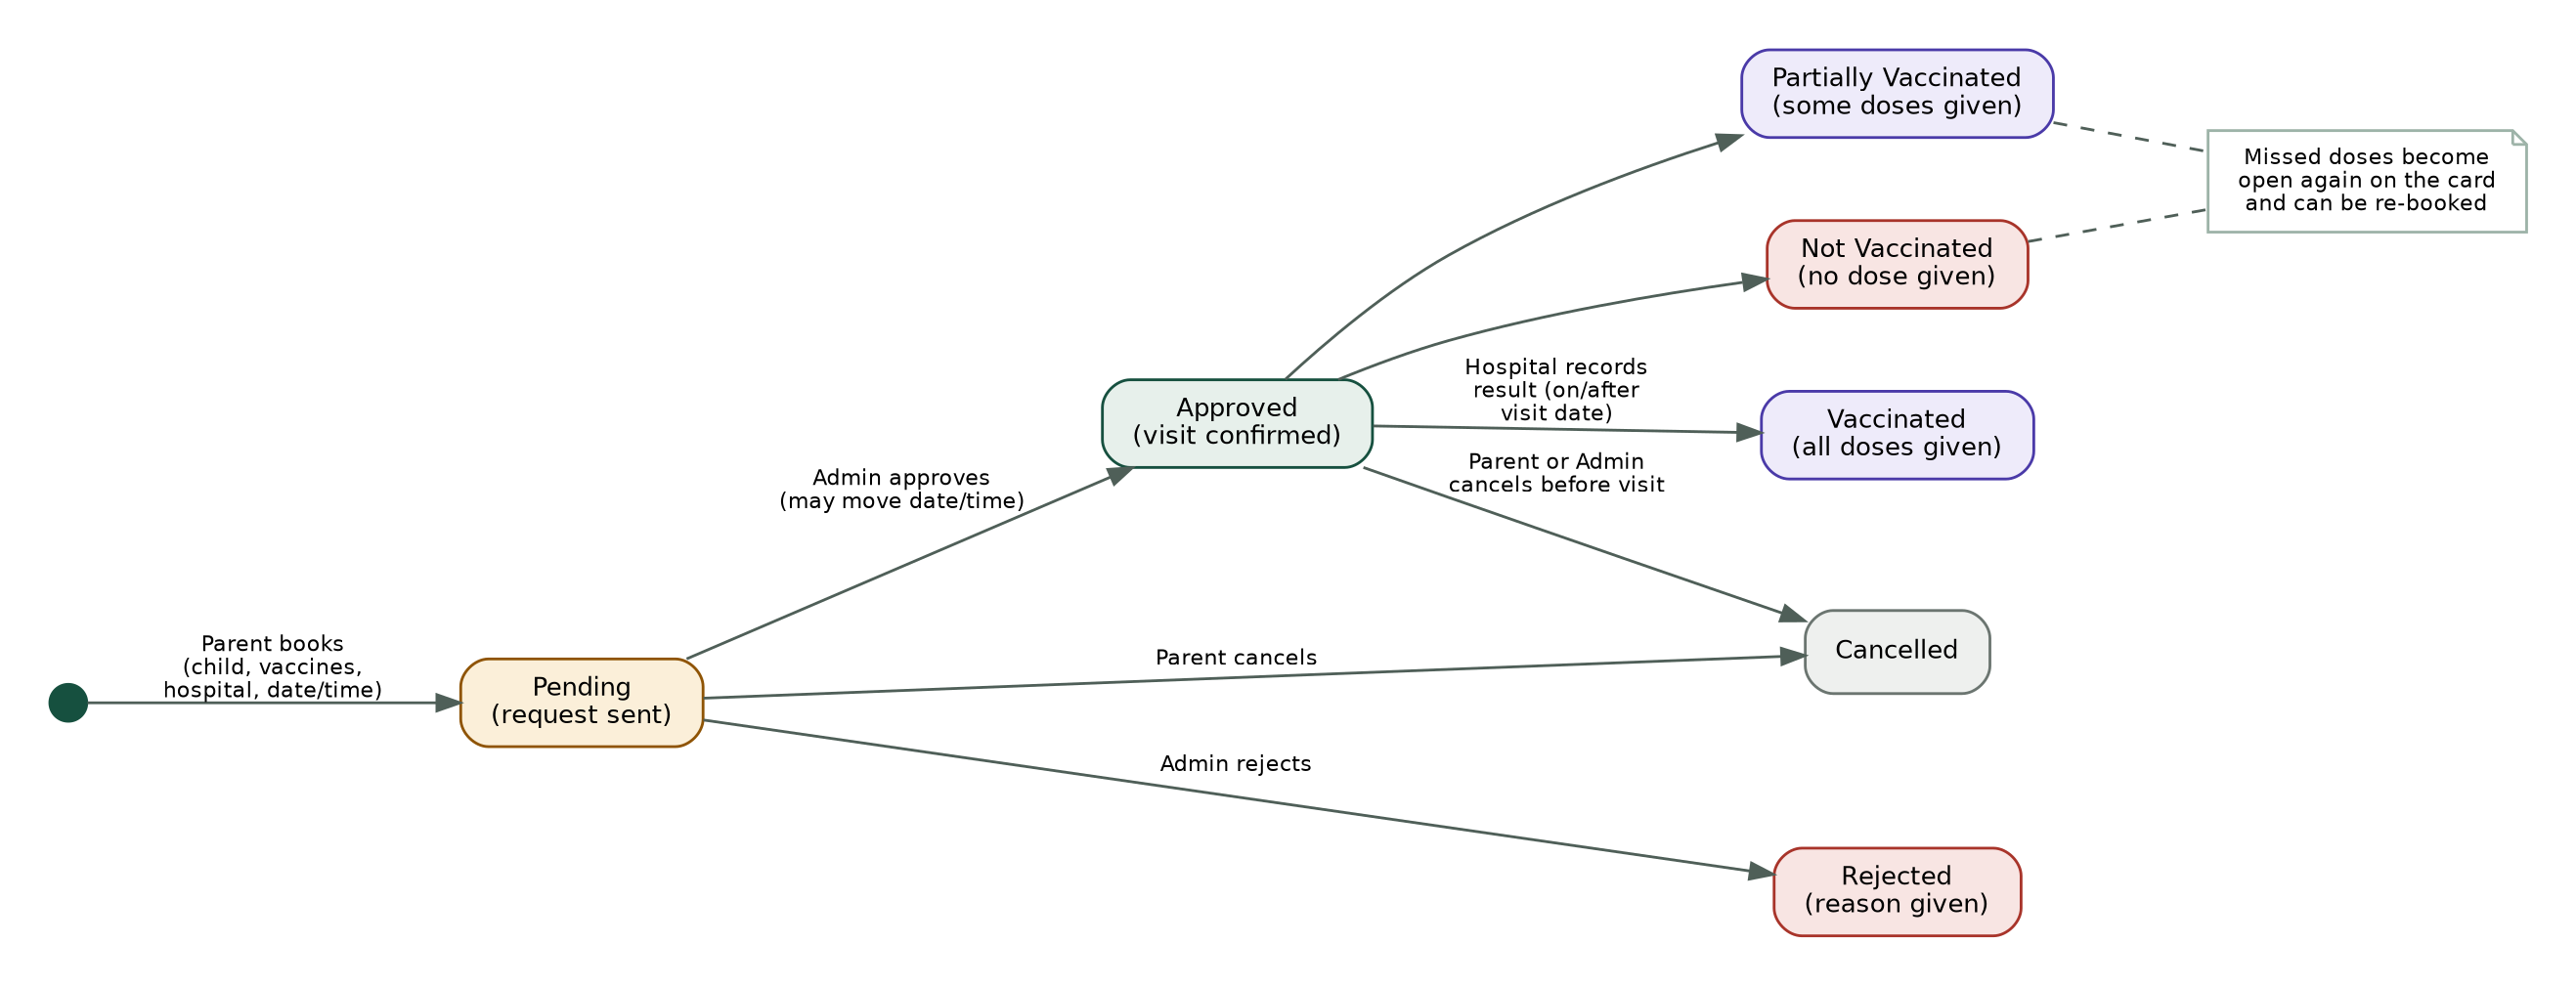 Partially Vaccinated
(some doses given)
Missed doses become
open again on the card
and can be re-booked
Not Vaccinated
(no dose given)
Hospital records
result (on/after
visit date)
Approved
(visit confirmed)
Vaccinated
(all doses given)
Parent or Admin
cancels before visit
Admin approves
(may move date/time)
Parent books
(child, vaccines,
hospital, date/time)
Pending
(request sent)
Parent cancels
Cancelled
Admin rejects
Rejected
(reason given)